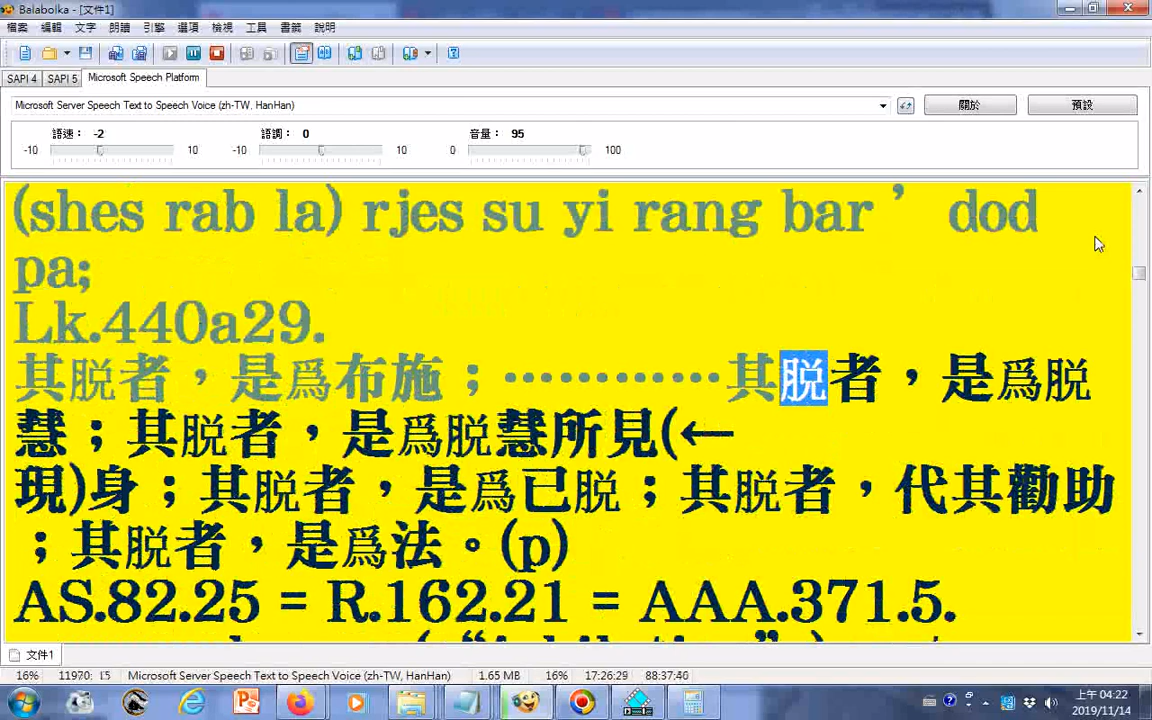 Balabolka - [文件1]
檔案 編輯 文字 朗讀 引擎 選項 檢視 工具 書籤 說明
SAPI 4 SAPI 5 Microsoft Speech Platform
Microsoft Server Speech Text to Speech Voice (zh-TW, HanHan) 關於 預設
語速： -2 語調： 0 音量： 95
-10 10 -10 10 0 100
(shes rab la) rjes su yi rang bar ’ dod
pa;
Lk.440a29.
其脱者，是爲布施；…………其脱者，是爲脱
慧；其脱者，是爲脱慧所見(←
現)身；其脱者，是爲已脱；其脱者，代其勸助
；其脱者，是爲法。(p)
AS.82.25 = R.162.21 = AAA.371.5.
文件1
16% 11970: 15 Microsoft Server Speech Text to Speech Voice (zh-TW, HanHan) 1.65 MB 16% 17:26:29 88:37:40
上午 04:22
2019/11/14